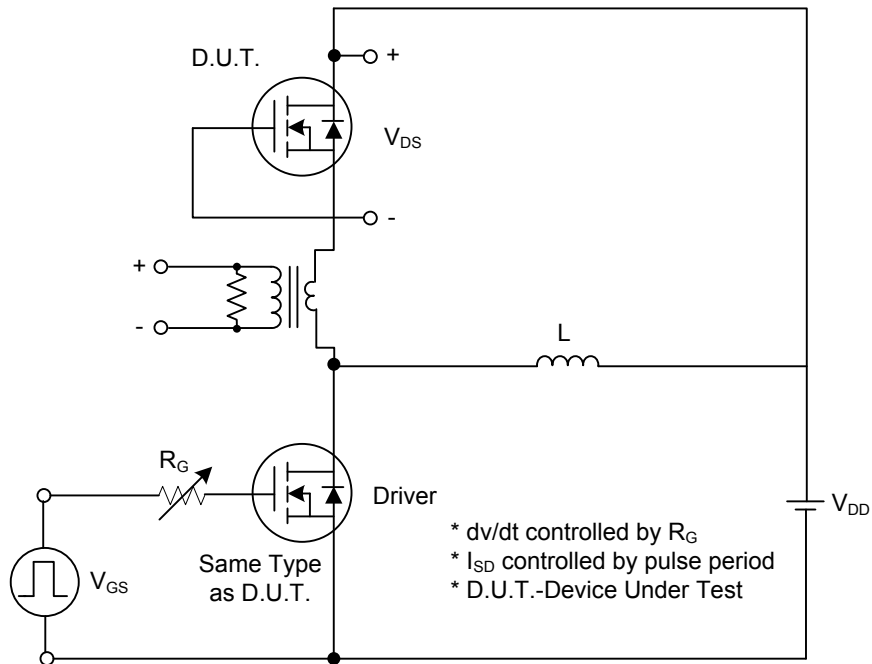 D.U.T.
+
V_DS
-
+
-
L
R_G
Driver
V_DD
V_GS
Same Type
as D.U.T.
* dv/dt controlled by R_G
* I_SD controlled by pulse period
* D.U.T.-Device Under Test